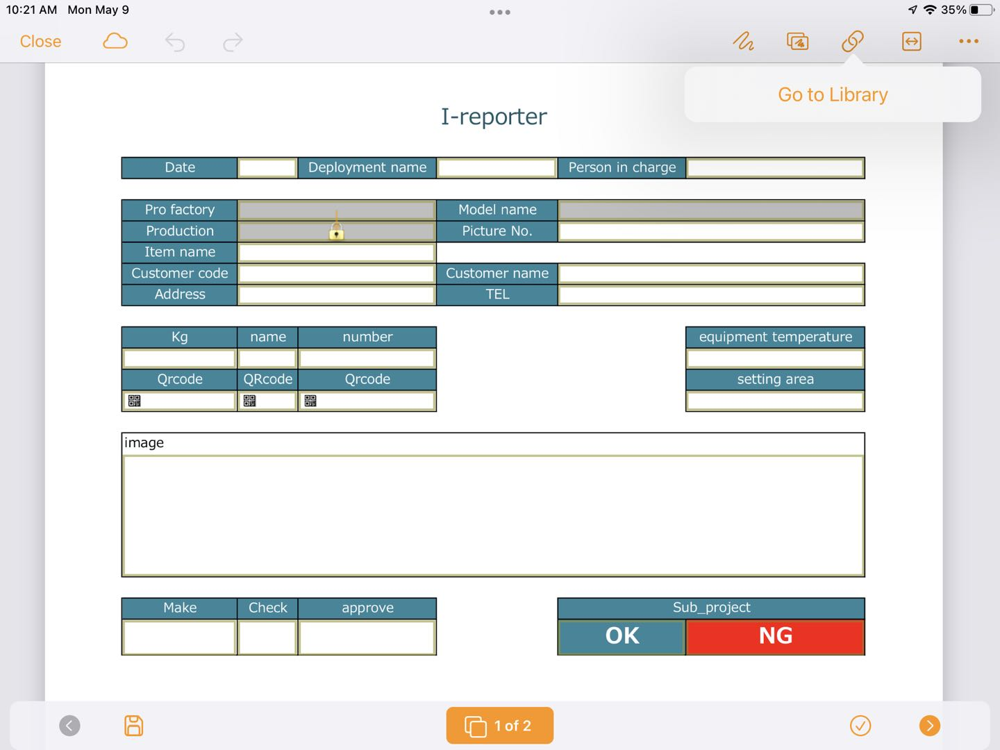 10:21 AM Mon May 9 35%
Close
Go to Library
I-reporter
Date Deployment name Person in charge
Pro factory Model name
Production Picture No.
Item name
Customer code Customer name
Address TEL
Kg name number equipment temperature
Qrcode QRcode Qrcode setting area
image
Make Check approve Sub_project
OK NG
1 of 2